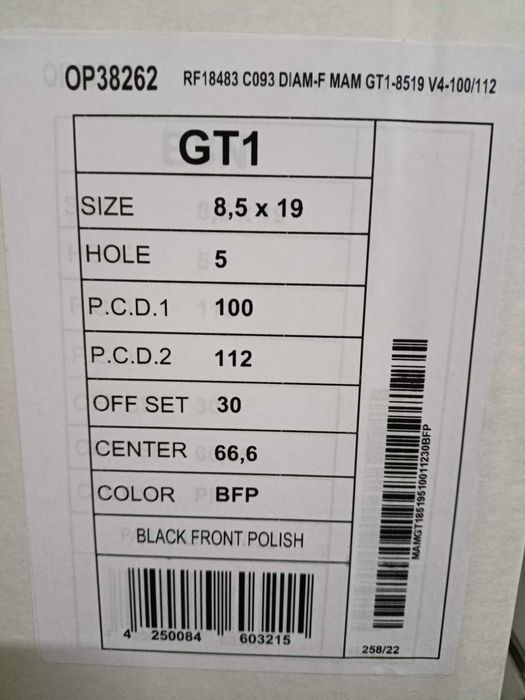 OP38262 RF18483 C093 DIAM-F MAM GT1-8519 V4-100/112
GT1
SIZE 8,5 x 19
HOLE 5
P.C.D.1 100
P.C.D.2 112
OFF SET 30
CENTER 66,6
COLOR BFP
BLACK FRONT POLISH
4 250084 603215
MAMGT18519510011230BFP
258/22